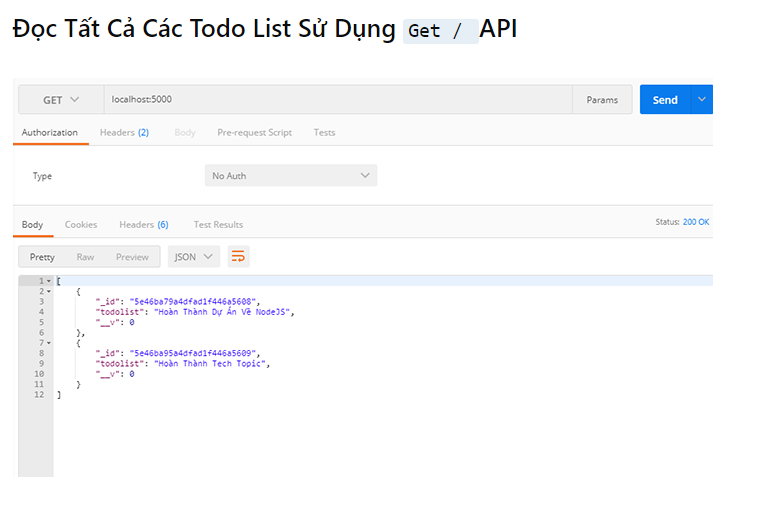 Đọc Tất Cả Các Todo List Sử Dụng Get / API
GET localhost:5000 Params Send
Authorization Headers (2) Body Pre-request Script Tests
Type No Auth
Body Cookies Headers (6) Test Results Status: 200 OK
Pretty Raw Preview JSON
1 [
2 {
3 "_id": "5e46ba79a4dfad1f446a5608",
4 "todolist": "Hoàn Thành Dự Án Về NodeJS",
5 "__v": 0
6 },
7 {
8 "_id": "5e46ba95a4dfad1f446a5609",
9 "todolist": "Hoàn Thành Tech Topic",
10 "__v": 0
11 }
12 ]